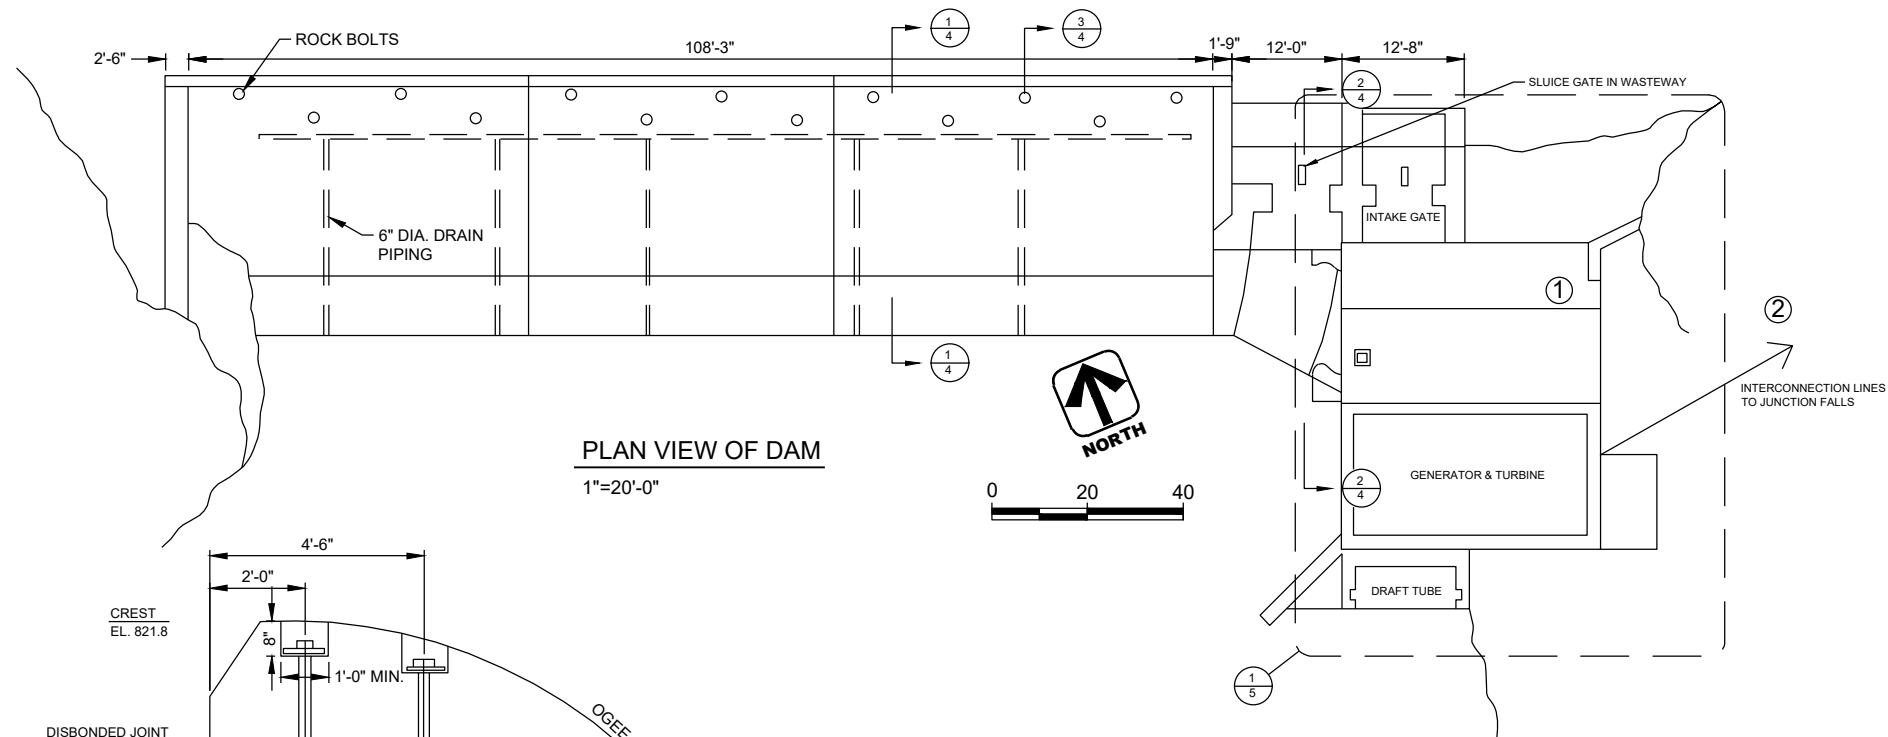 1
4
3
4
ROCK BOLTS
2'-6"
108'-3"
1'-9"
12'-0"
12'-8"
2
4
SLUICE GATE IN WASTEWAY
INTAKE GATE
6" DIA. DRAIN
PIPING
1
2
1
4
INTERCONNECTION LINES
TO JUNCTION FALLS
NORTH
PLAN VIEW OF DAM
1"=20'-0"
0 20 40
GENERATOR & TURBINE
2
4
4'-6"
2'-0"
DRAFT TUBE
CREST
EL. 821.8
8"
1'-0" MIN.
1
5
OGEE
DISBONDED JOINT